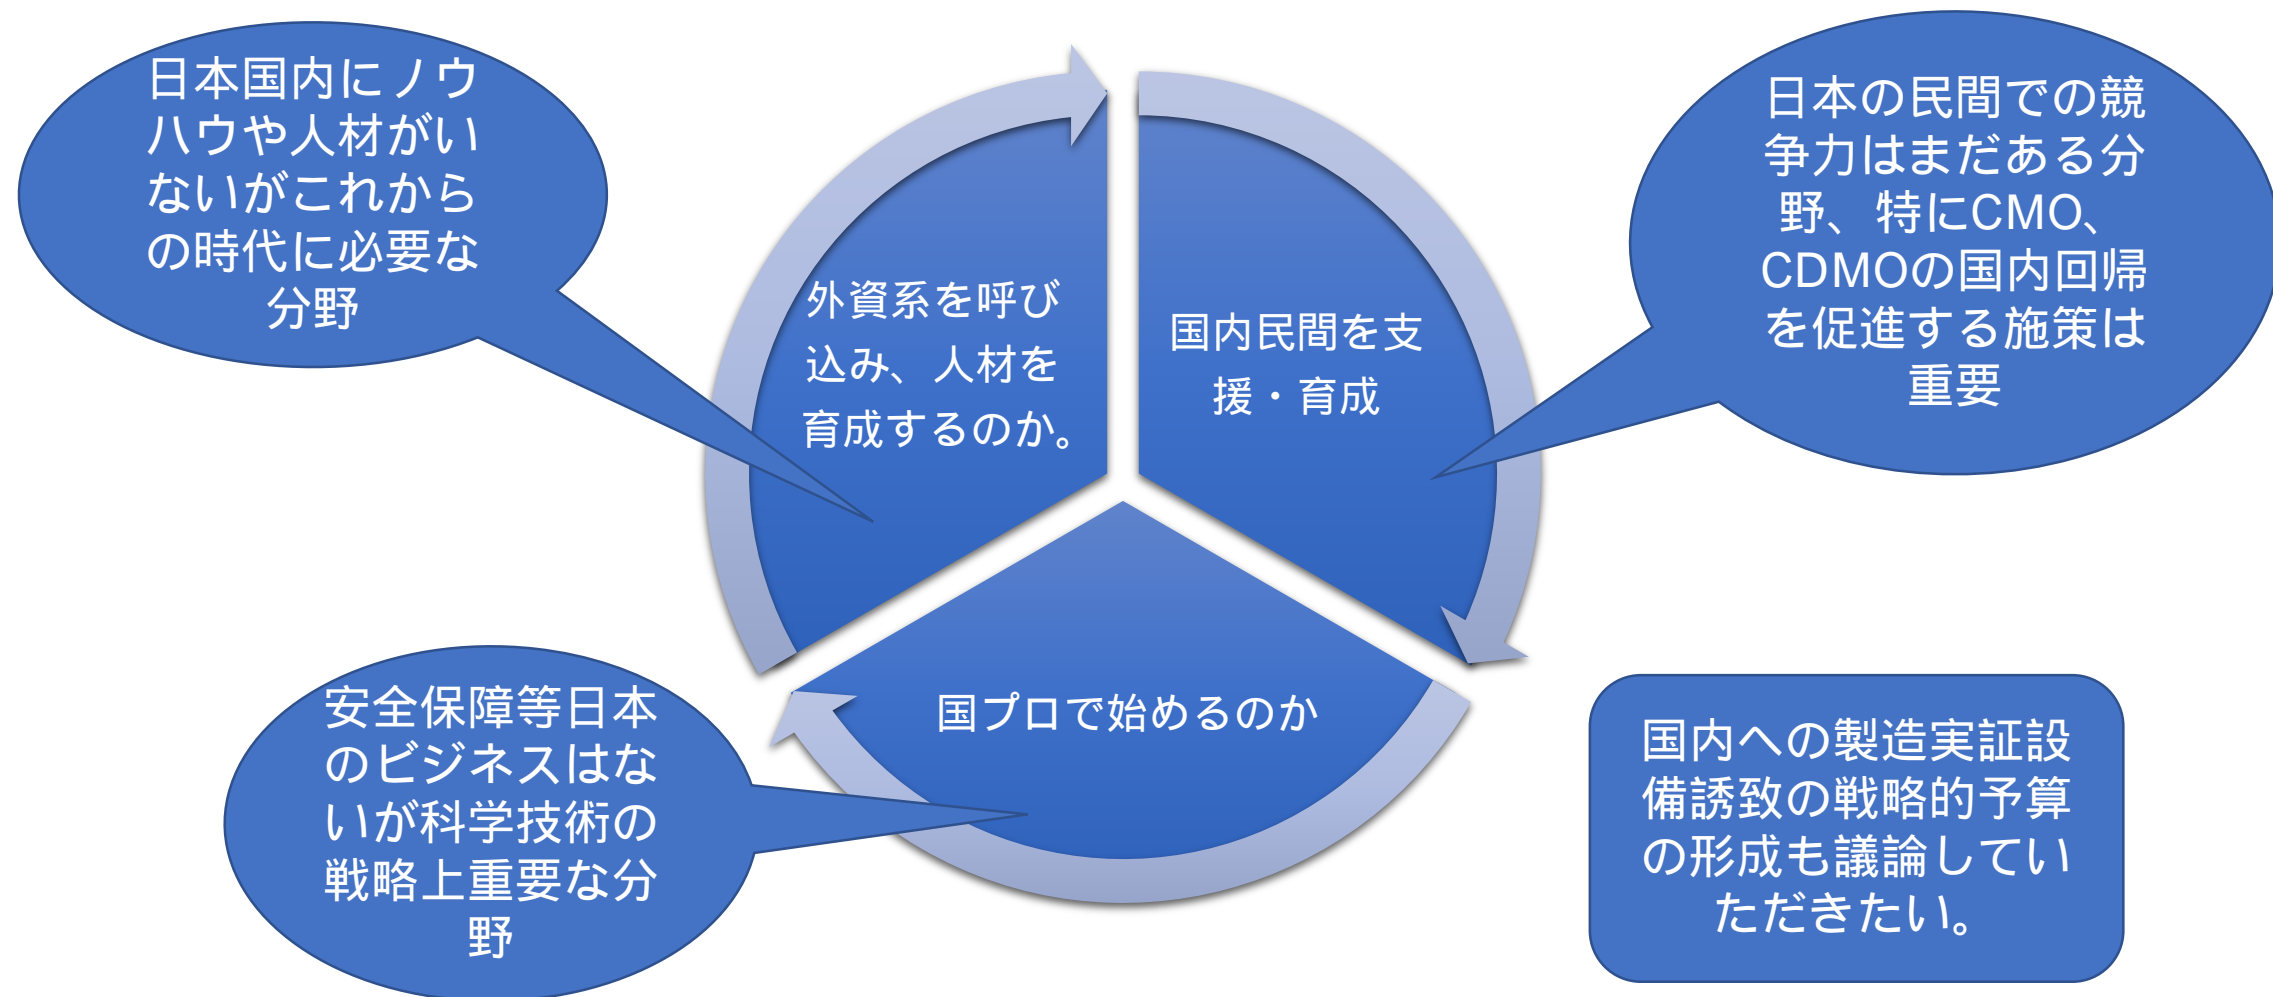 日本国内にノウ
ハウや人材がい
ないがこれから
の時代に必要な
分野
日本の民間での競
争力はまだある分
野、特にCMO、
CDMOの国内回帰
を促進する施策は
重要
外資系を呼び
込み、人材を
育成するのか。
国内民間を支
援・育成
国プロで始めるのか
安全保障等日本
のビジネスはな
いが科学技術の
戦略上重要な分
野
国内への製造実証設
備誘致の戦略的予算
の形成も議論してい
ただきたい。